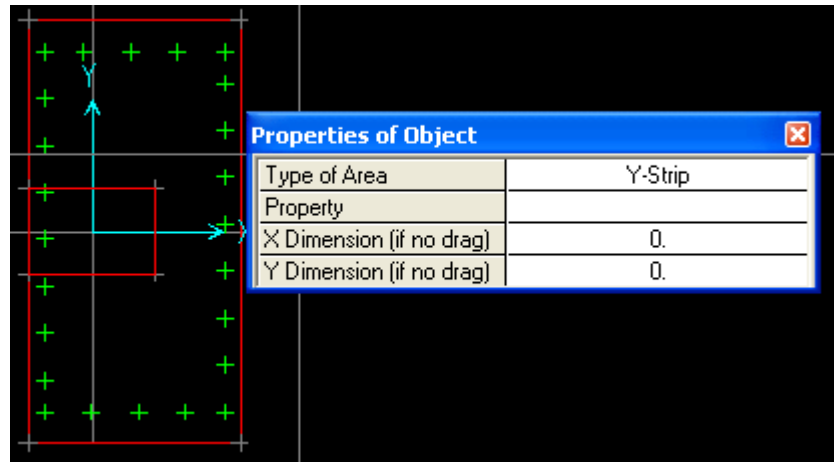 Y
Properties of Object
Type of Area Y-Strip
Property
X Dimension (if no drag) 0.
Y Dimension (if no drag) 0.